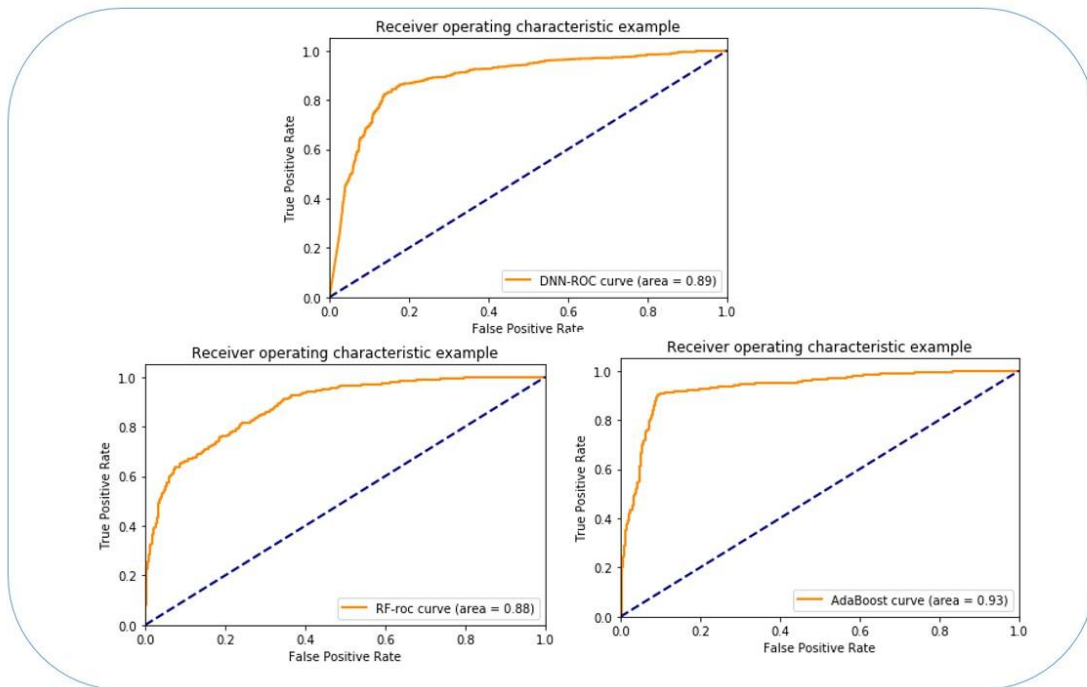 Receiver operating characteristic example
True Positive Rate
1.0
0.8
0.6
0.4
0.2
0.0
DNN-ROC curve (area = 0.89)
0.0 0.2 0.4 0.6 0.8 1.0
False Positive Rate
Receiver operating characteristic example
True Positive Rate
1.0
0.8
0.6
0.4
0.2
0.0
RF-roc curve (area = 0.88)
0.0 0.2 0.4 0.6 0.8 1.0
False Positive Rate
Receiver operating characteristic example
True Positive Rate
1.0
0.8
0.6
0.4
0.2
0.0
AdaBoost curve (area = 0.93)
0.0 0.2 0.4 0.6 0.8 1.0
False Positive Rate